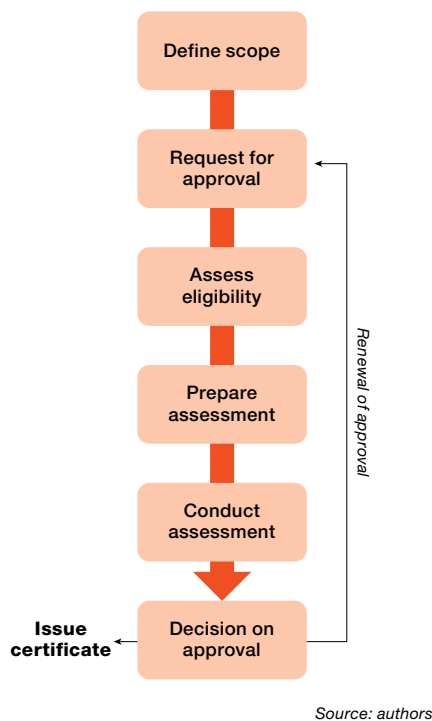 Define scope
Request for
approval
Assess
eligibility
Prepare
assessment
Conduct
assessment
Decision on
approval
Issue
certificate
Renewal of approval
Source: authors